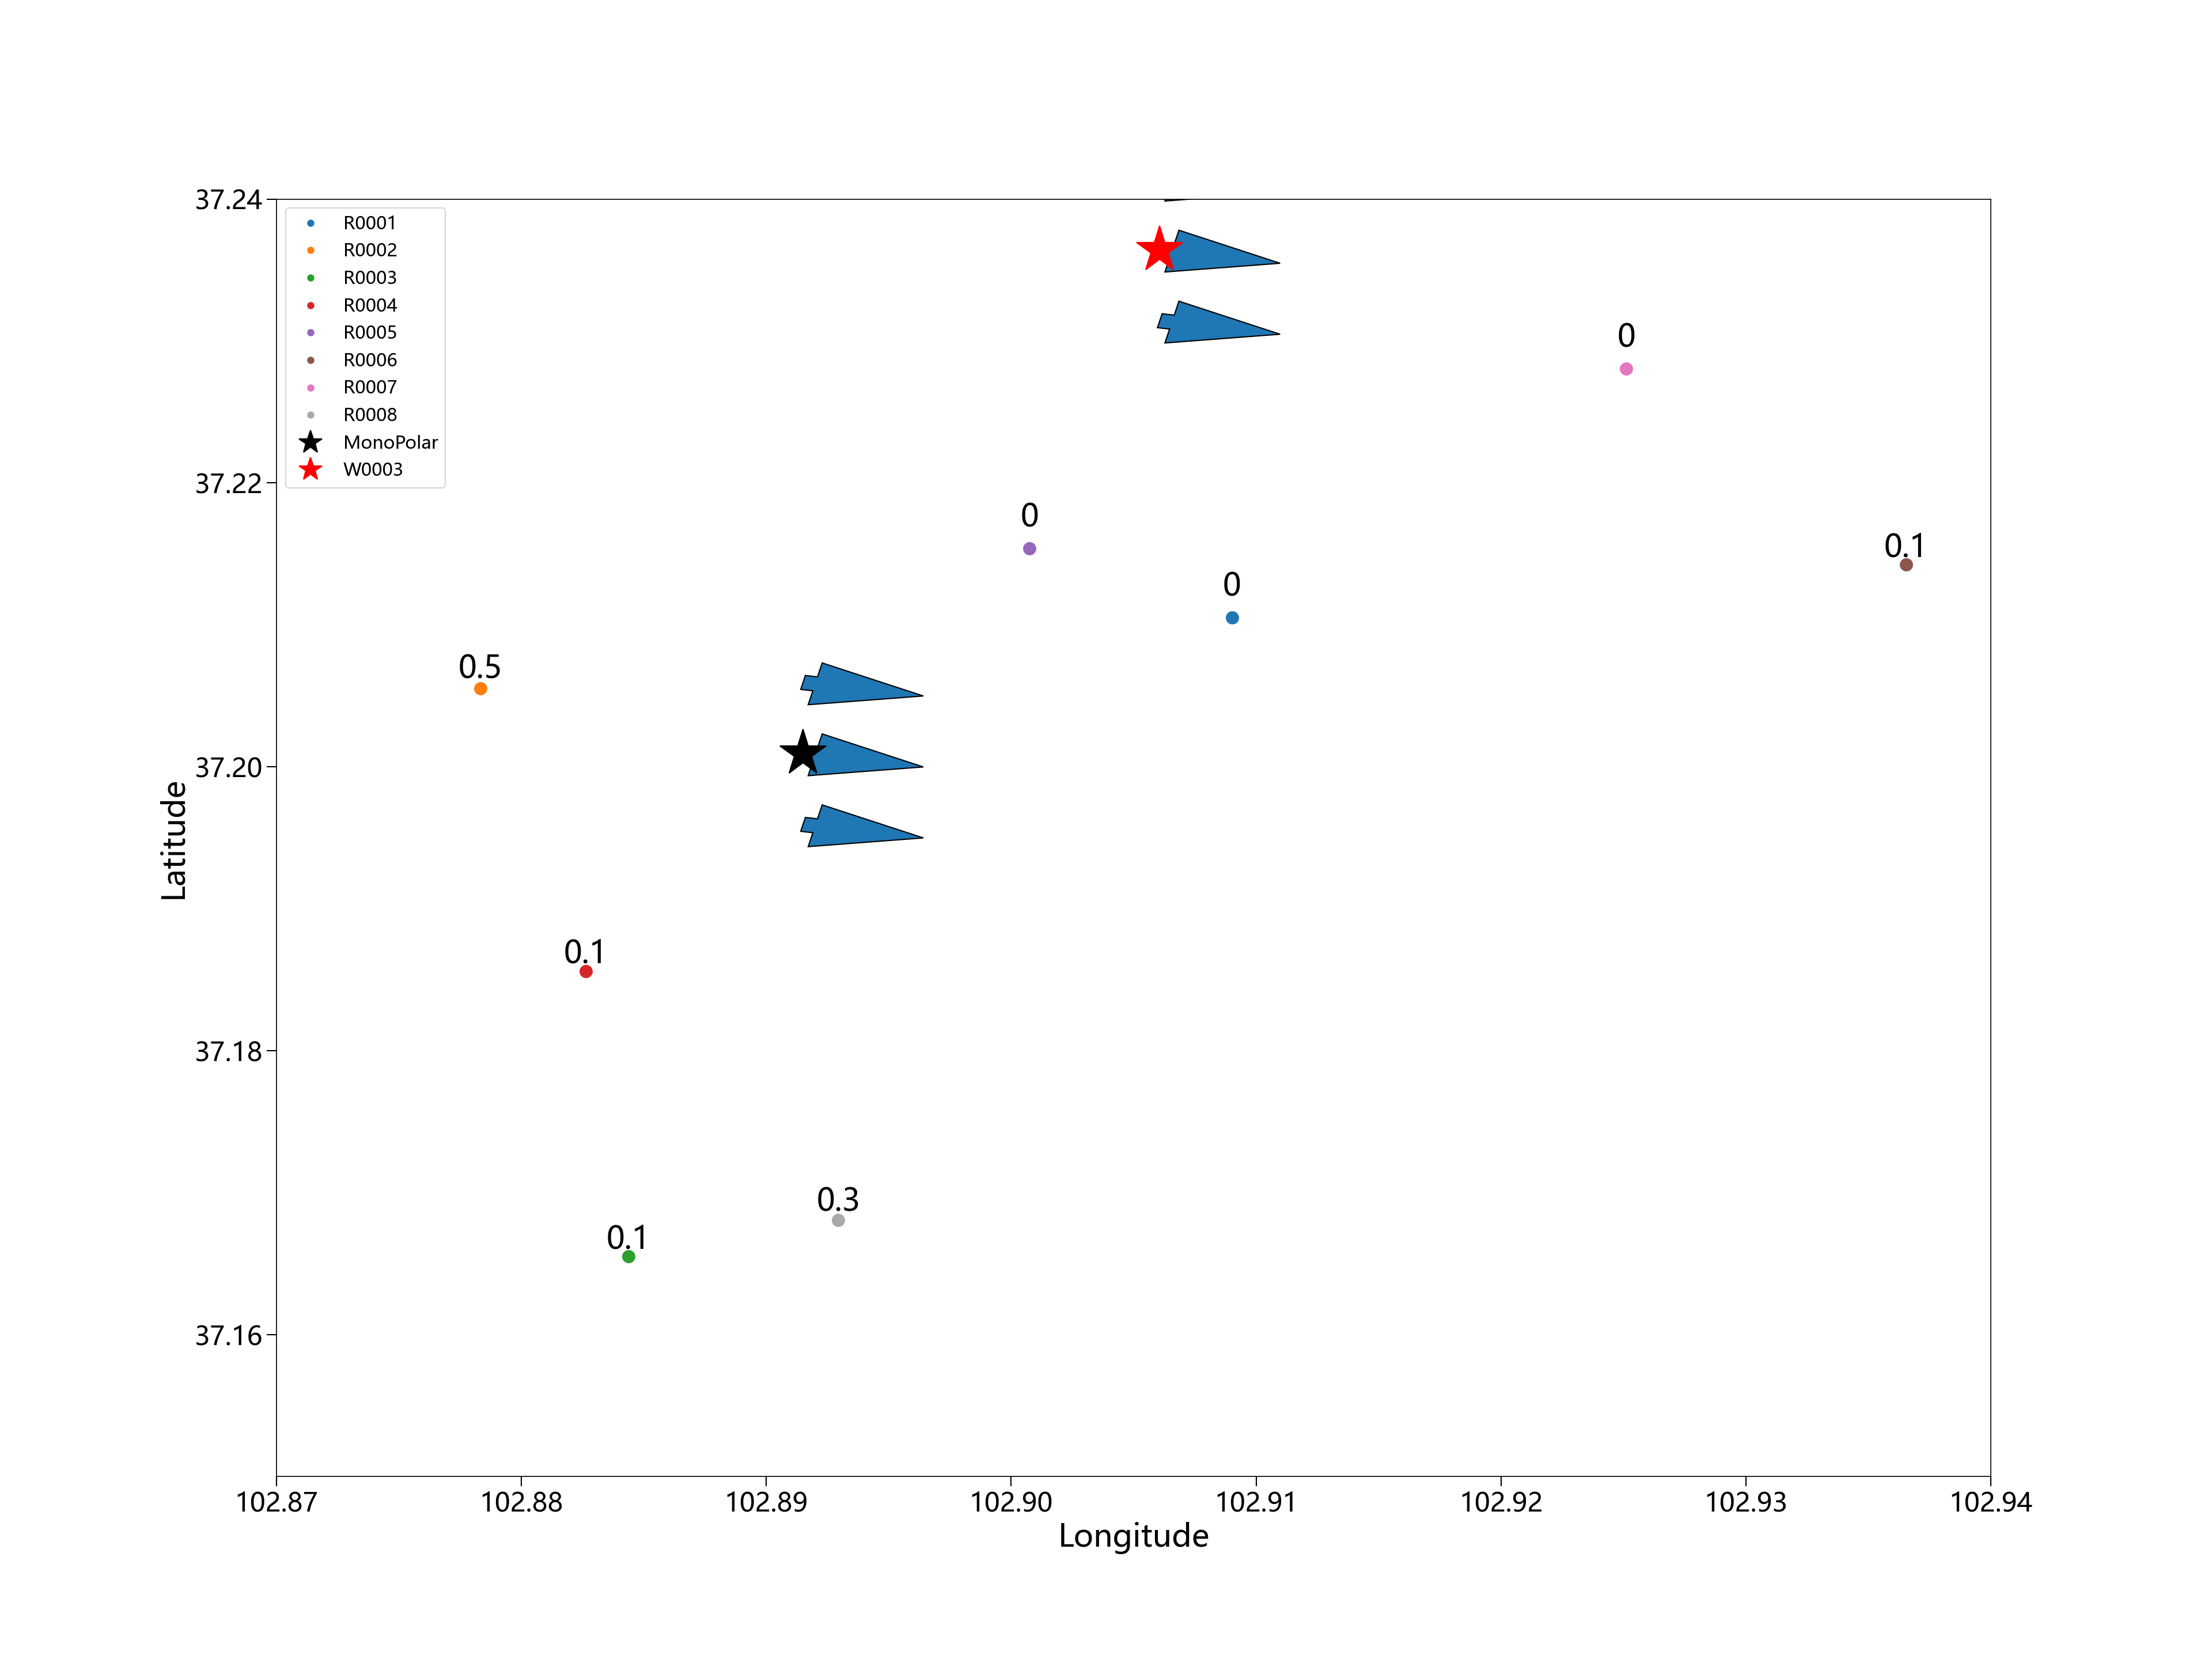 37.24
37.22
37.20
37.18
37.16
Latitude
R0001
R0002
R0003
R0004
R0005
R0006
R0007
R0008
MonoPolar
W0003
0
0
0
0.1
0.5
0.1
0.3
0.1
102.87 102.88 102.89 102.90 102.91 102.92 102.93 102.94
Longitude